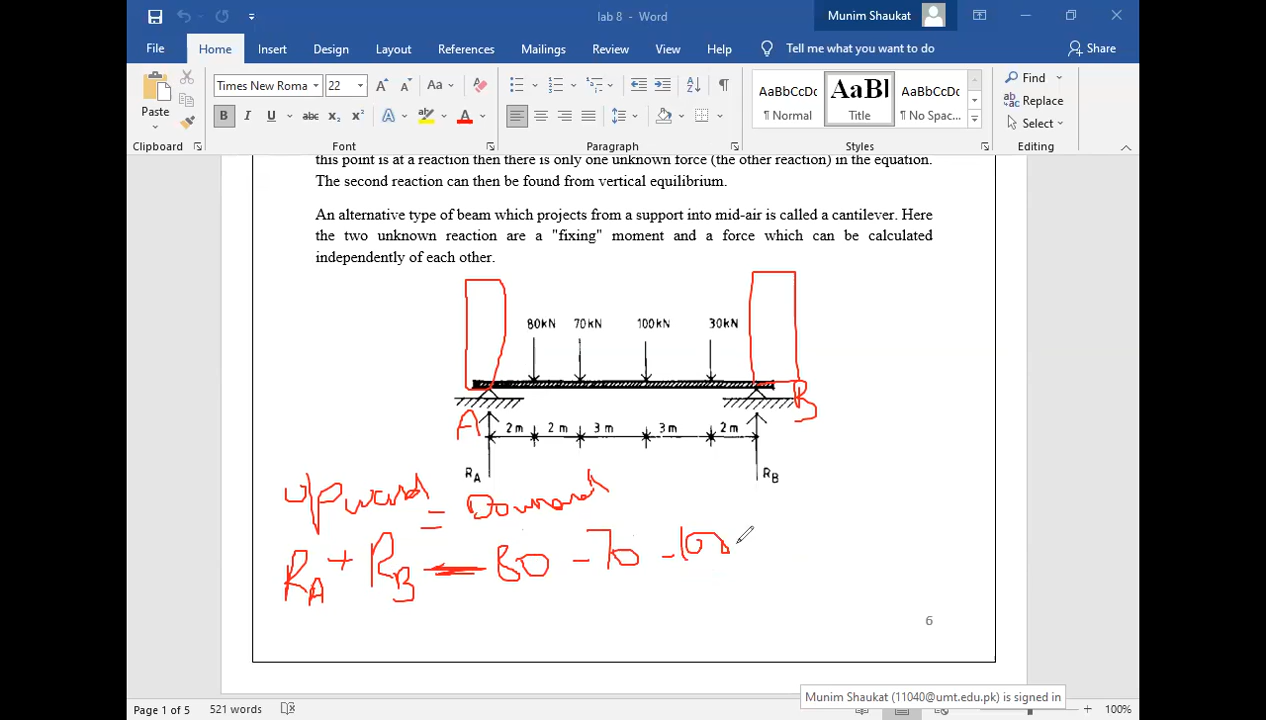 lab 8 - Word
Munim Shaukat
File Home Insert Design Layout References Mailings Review View Help Tell me what you want to do Share
Paste
Times New Roma 22 A A Aa A
B I U abc X₂ X² A A
AaBbCcDc AaBl AaBbCcDc
¶ Normal Title ¶ No Spac...
Find
Replace
Select
Clipboard Font Paragraph Styles Editing
this point is at a reaction then there is only one unknown force (the other reaction) in the equation.
The second reaction can then be found from vertical equilibrium.
An alternative type of beam which projects from a support into mid-air is called a cantilever. Here
the two unknown reaction are a "fixing" moment and a force which can be calculated
independently of each other.
80kN 70kN 100kN 30kN
A B
2 m 2 m 3 m 3 m 2 m
RA RB
upward = Downward
RA + RB - 80 - 70 - 100
6
Munim Shaukat (11040@umt.edu.pk) is signed in
Page 1 of 5 521 words 100%